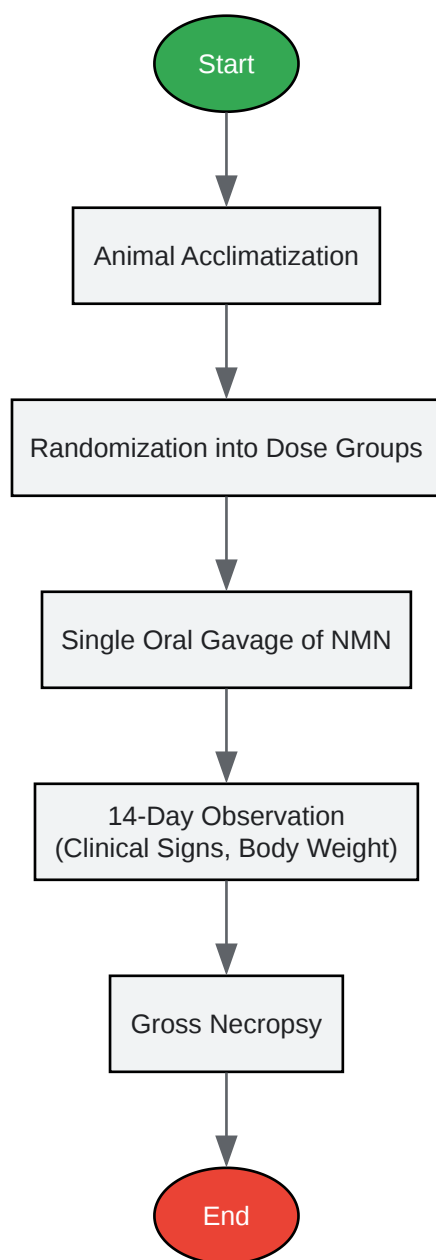 Start
Animal Acclimatization
Randomization into Dose Groups
Single Oral Gavage of NMN
14-Day Observation
(Clinical Signs, Body Weight)
Gross Necropsy
End